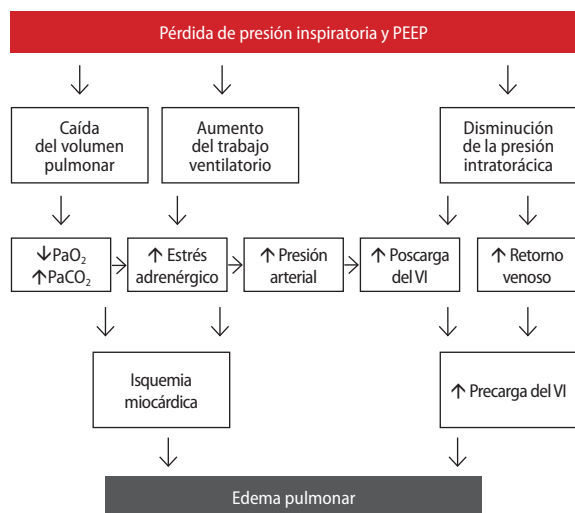 Pérdida de presión inspiratoria y PEEP
Caída
del volumen
pulmonar
Aumento
del trabajo
ventilatorio
Disminución
de la presión
intratorácica
↓PaO₂
↑PaCO₂
↑ Estrés
adrenérgico
↑ Presión
arterial
↑ Poscarga
del VI
↑ Retorno
venoso
Isquemia
miocárdica
↑ Precarga del VI
Edema pulmonar